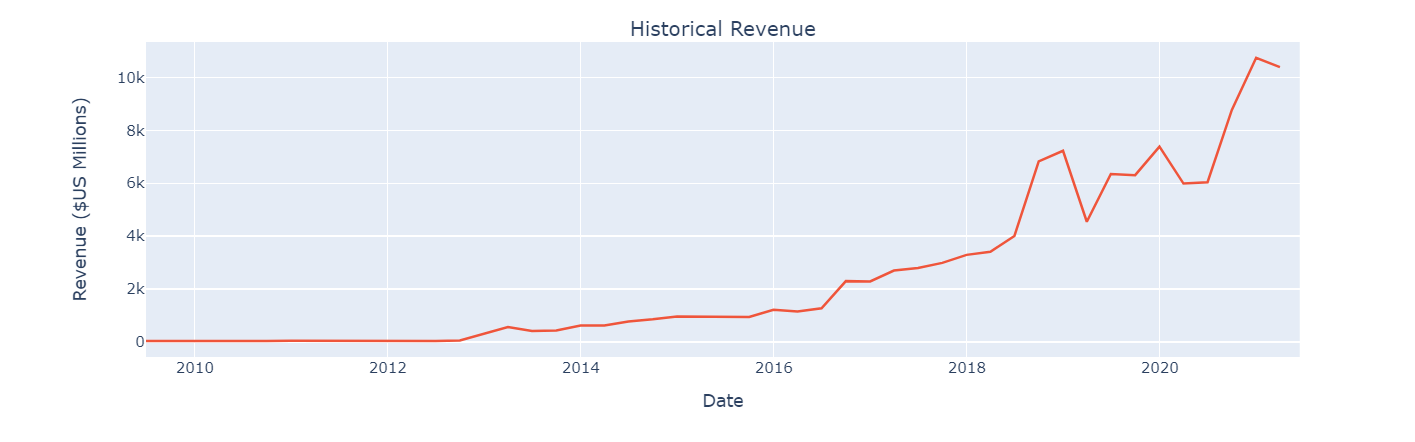 Historical Revenue
10k
8k
6k
4k
2k
0
Revenue ($US Millions)
2010 2012 2014 2016 2018 2020
Date